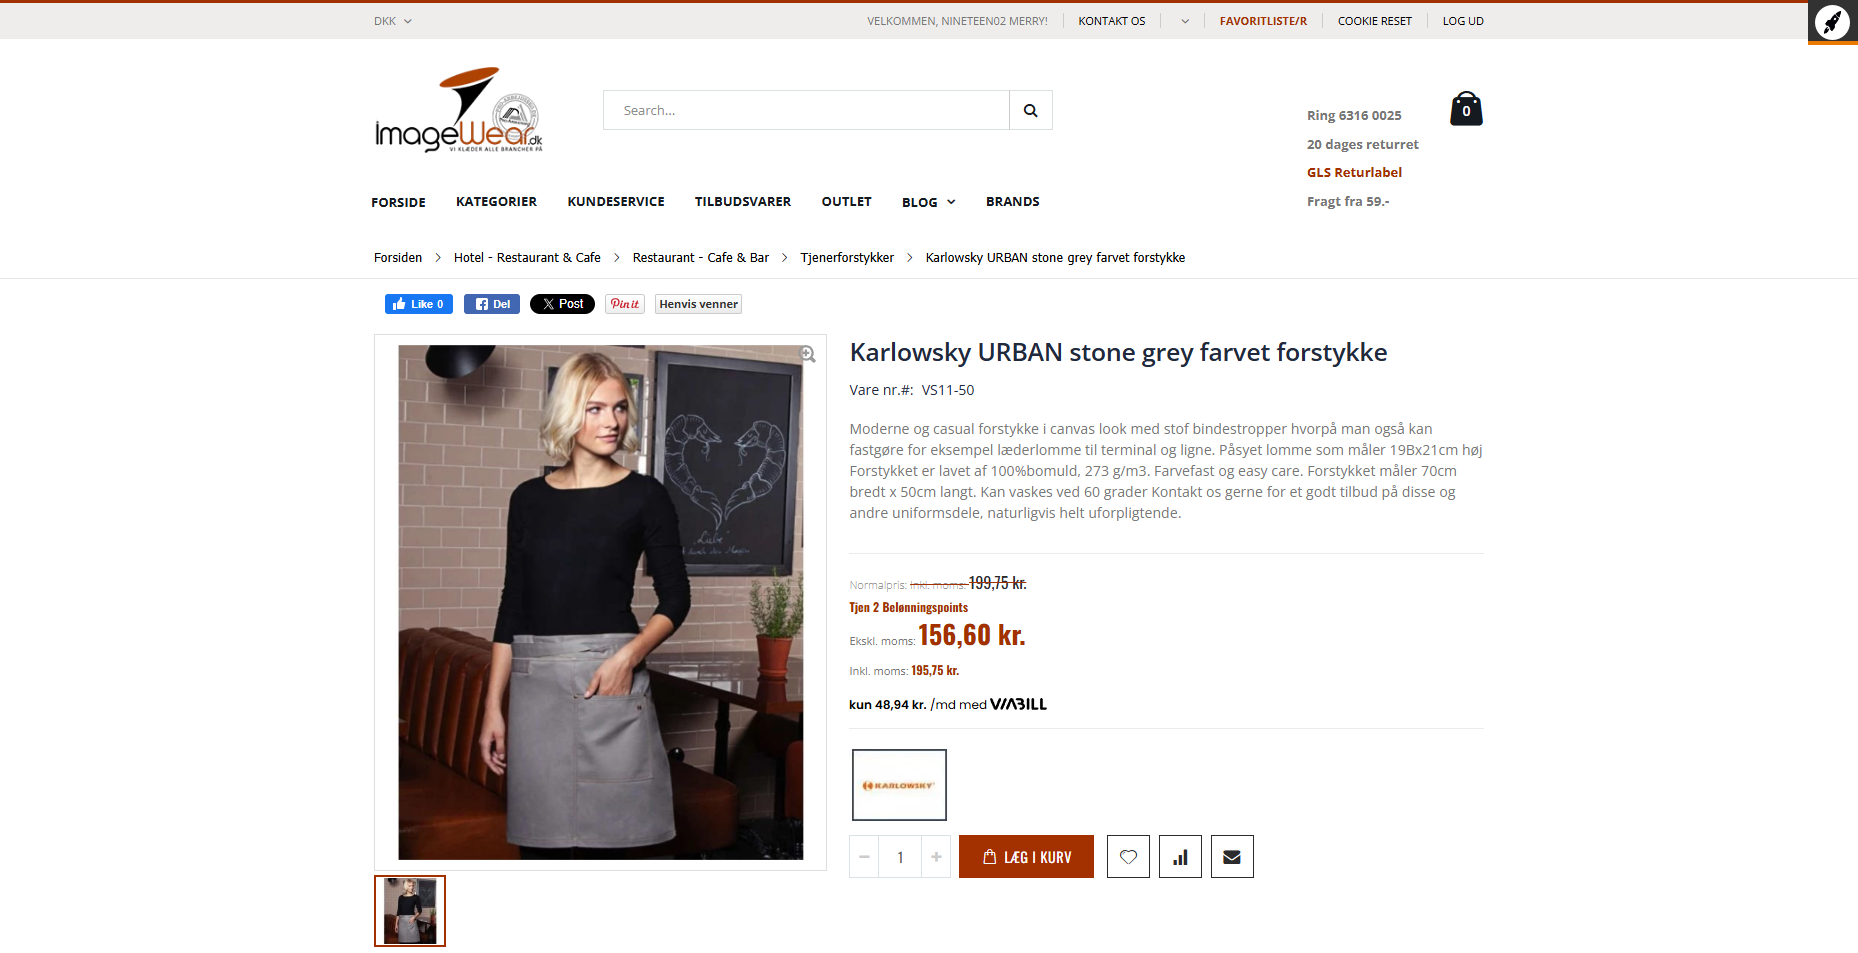 DKK
VELKOMMEN, NINETEEN02 MERRY!
KONTAKT OS
FAVORITLISTE/R
COOKIE RESET
LOG UD
ImageWear.dk
VI KLÆDER ALLE BRANCHER PÅ
Search...
Ring 6316 0025
20 dages returret
GLS Returlabel
Fragt fra 59.-
0
FORSIDE
KATEGORIER
KUNDESERVICE
TILBUDSVARER
OUTLET
BLOG
BRANDS
Forsiden > Hotel - Restaurant & Cafe > Restaurant - Cafe & Bar > Tjenerforstykker > Karlowsky URBAN stone grey farvet forstykke
Like 0
Del
Post
Pin it
Henvis venner
Karlowsky URBAN stone grey farvet forstykke
Vare nr.#: VS11-50
Moderne og casual forstykke i canvas look med stof bindestropper hvorpå man også kan
fastgøre for eksempel læderlomme til terminal og ligne. Påsyet lomme som måler 19Bx21cm høj
Forstykket er lavet af 100%bomuld, 273 g/m3. Farvefast og easy care. Forstykket måler 70cm
bredt x 50cm langt. Kan vaskes ved 60 grader Kontakt os gerne for et godt tilbud på disse og
andre uniformsdele, naturligvis helt uforpligtende.
Normalpris: Inkl. moms: 199,75 kr.
Tjen 2 Belønningspoints
Ekskl. moms: 156,60 kr.
Inkl. moms: 195,75 kr.
kun 48,94 kr. /md med VIABILL
KARLOWSKY
− 1 +
LÆG I KURV
„Liebe"